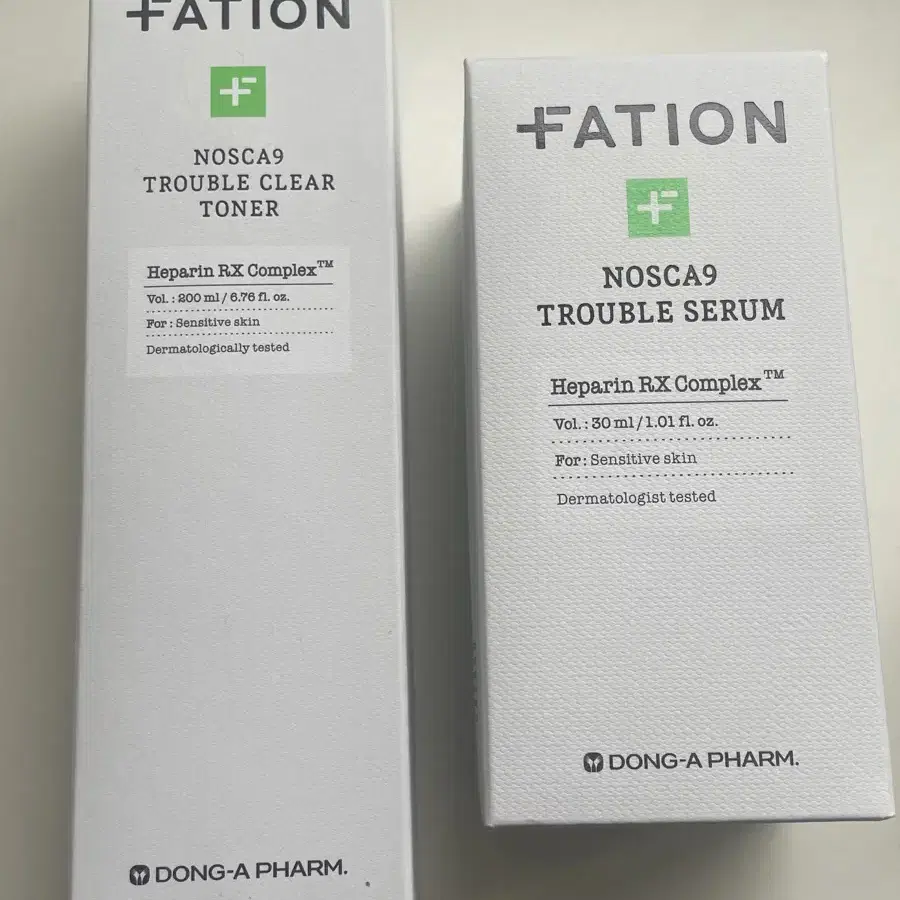 FATION
NOSCA9
TROUBLE CLEAR
TONER
Heparin RX Complex™
Vol. : 200 ml / 6.76 fl. oz.
For : Sensitive skin
Dermatologically tested
DONG-A PHARM.
FATION
NOSCA9
TROUBLE SERUM
Heparin RX Complex™
Vol. : 30 ml / 1.01 fl. oz.
For : Sensitive skin
Dermatologist tested
DONG-A PHARM.